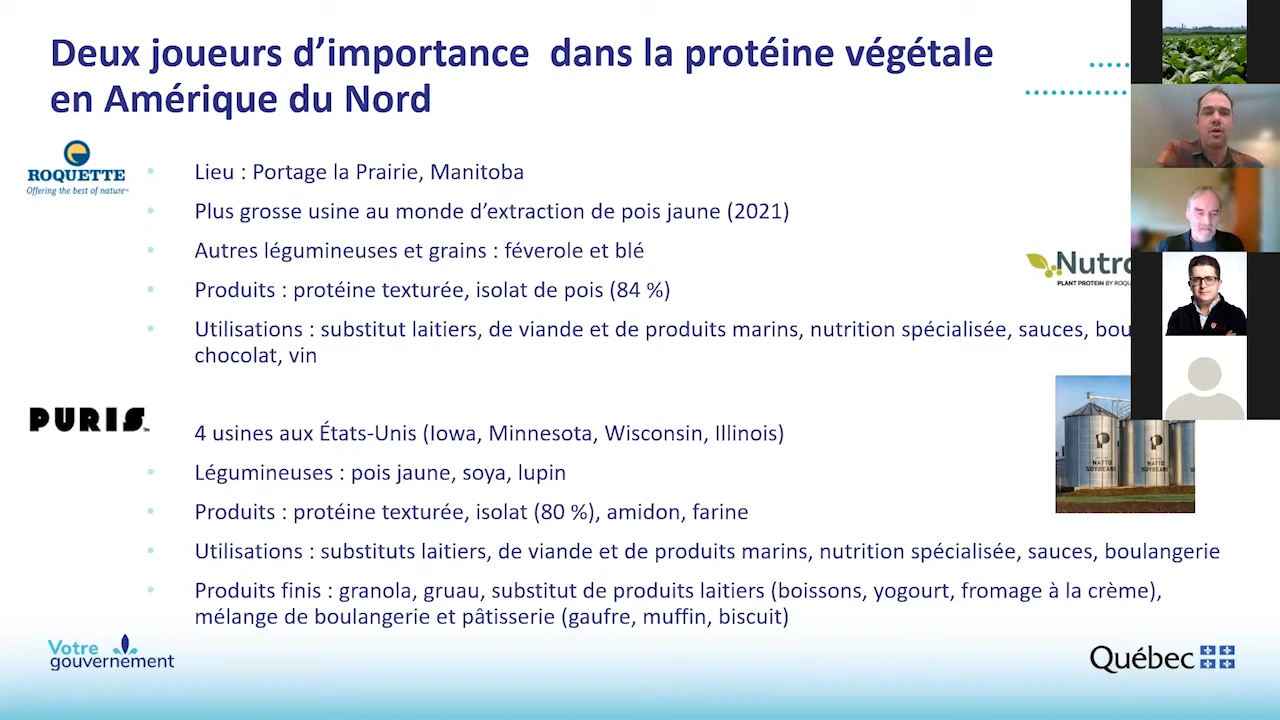 Deux joueurs d’importance dans la protéine végétale
en Amérique du Nord
ROQUETTE
Offering the best of nature™
Lieu : Portage la Prairie, Manitoba
Plus grosse usine au monde d’extraction de pois jaune (2021)
Autres légumineuses et grains : féverole et blé
Produits : protéine texturée, isolat de pois (84 %)
Utilisations : substitut laitiers, de viande et de produits marins, nutrition spécialisée, sauces,
chocolat, vin
PLANT PROTEIN BY
PURIS™
4 usines aux États-Unis (Iowa, Minnesota, Wisconsin, Illinois)
Légumineuses : pois jaune, soya, lupin
Produits : protéine texturée, isolat (80 %), amidon, farine
Utilisations : substituts laitiers, de viande et de produits marins, nutrition spécialisée, sauces, boulangerie
Produits finis : granola, gruau, substitut de produits laitiers (boissons, yogourt, fromage à la crème),
mélange de boulangerie et pâtisserie (gaufre, muffin, biscuit)
NATTO
SOYBEANS
NATTO
SOYBEANS
Votre
gouvernement
Québec